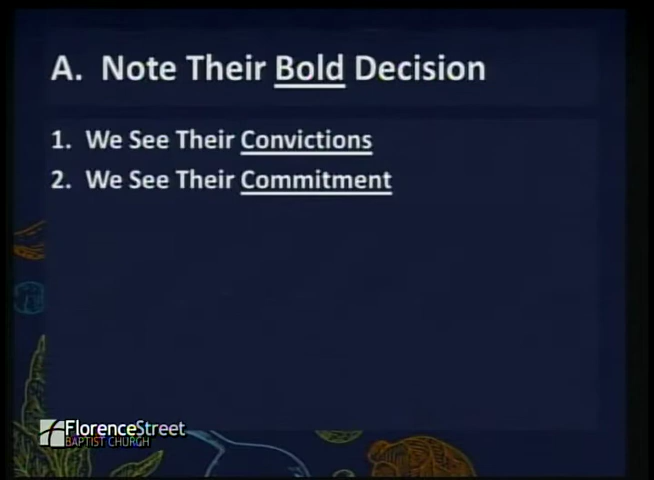 A. Note Their Bold Decision
1. We See Their Convictions
2. We See Their Commitment
FlorenceStreet
BAPTIST CHURCH